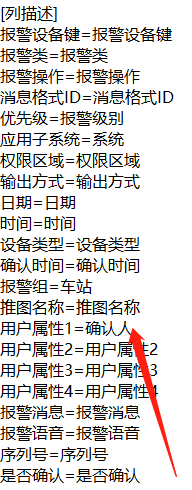 [列描述]
报警设备键=报警设备键
报警类=报警类
报警操作=报警操作
消息格式ID=消息格式ID
优先级=报警级别
应用子系统=系统
权限区域=权限区域
输出方式=输出方式
日期=日期
时间=时间
设备类型=设备类型
确认时间=确认时间
报警组=车站
推图名称=推图名称
用户属性1=确认人
用户属性2=用户属性2
用户属性3=用户属性3
用户属性4=用户属性4
报警消息=报警消息
报警语音=报警语音
序列号=序列号
是否确认=是否确认